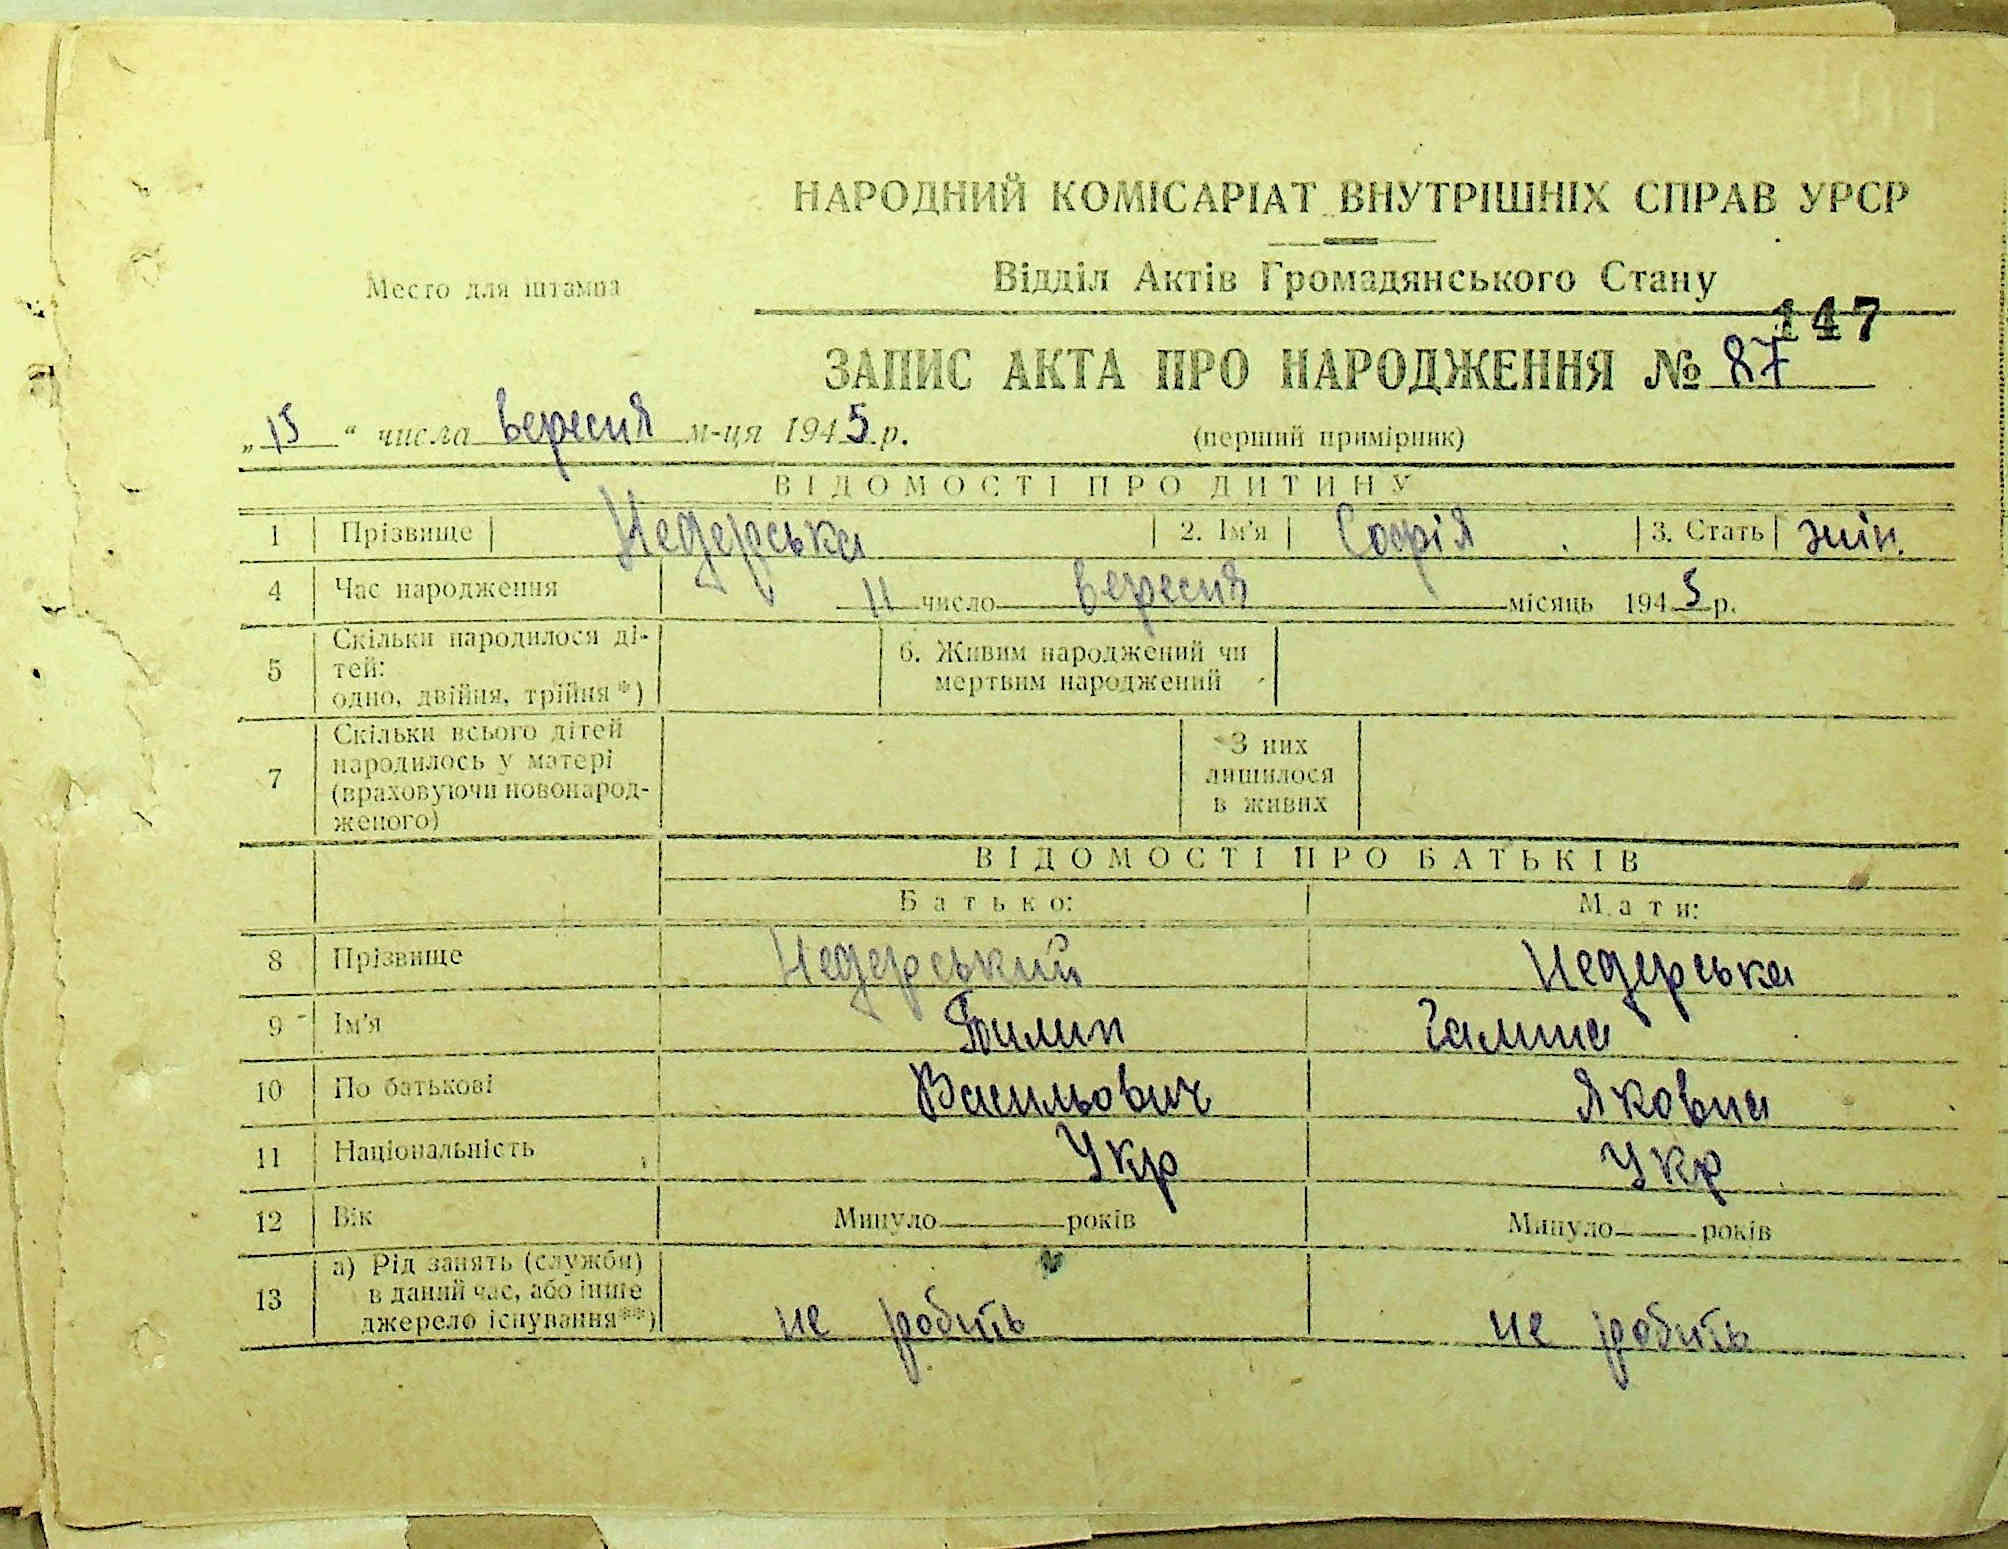 НАРОДНИЙ КОМІСАРІАТ ВНУТРІШНІХ СПРАВ УРСР
Место для штампа
Відділ Актів Громадянського Стану
147
ЗАПИС АКТА ПРО НАРОДЖЕННЯ № 87
„15“ числа вересня м-ця 1945 р.
(перший примірник)
ВІДОМОСТІ ПРО ДИТИНУ
1 Прізвище Недерська 2. Ім'я Софія 3. Стать жін.
4 Час народження 11 число вересня місяць 1945 р.
5 Скільки народилося ді-
тей:
одно, двійня, трійня*)
6. Живим народжений чи
мертвим народжений
7 Скільки всього дітей
народилось у матері
(враховуючи новонарод-
женого)
З них
лишилося
в живих
ВІДОМОСТІ ПРО БАТЬКІВ
Батько: Мати:
8 Прізвище Недерський Недерська
9 Ім'я Пилип Галина
10 По батькові Васильович Яковна
11 Національність Укр Укр
12 Вік Минуло років Минуло років
13 а) Рід занять (служби)
в даний час, або інше
джерело існування**)
не робить не робить